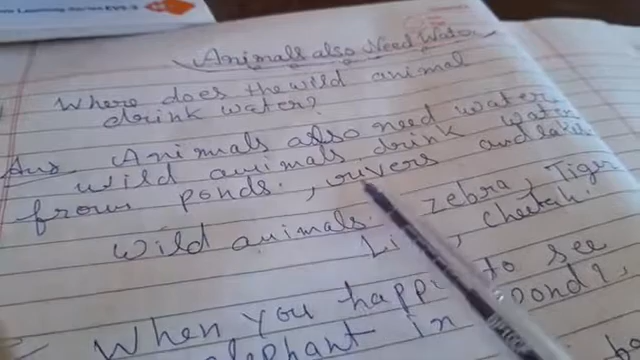 Animals also Need Water
Where does the wild animal
drink water?
Ans Animals also need water
wild animals drink water
from ponds, rivers and lakes
wild animals. zebra, Tiger
Li , Cheetah.
When you happ to see
elephant in pond?,